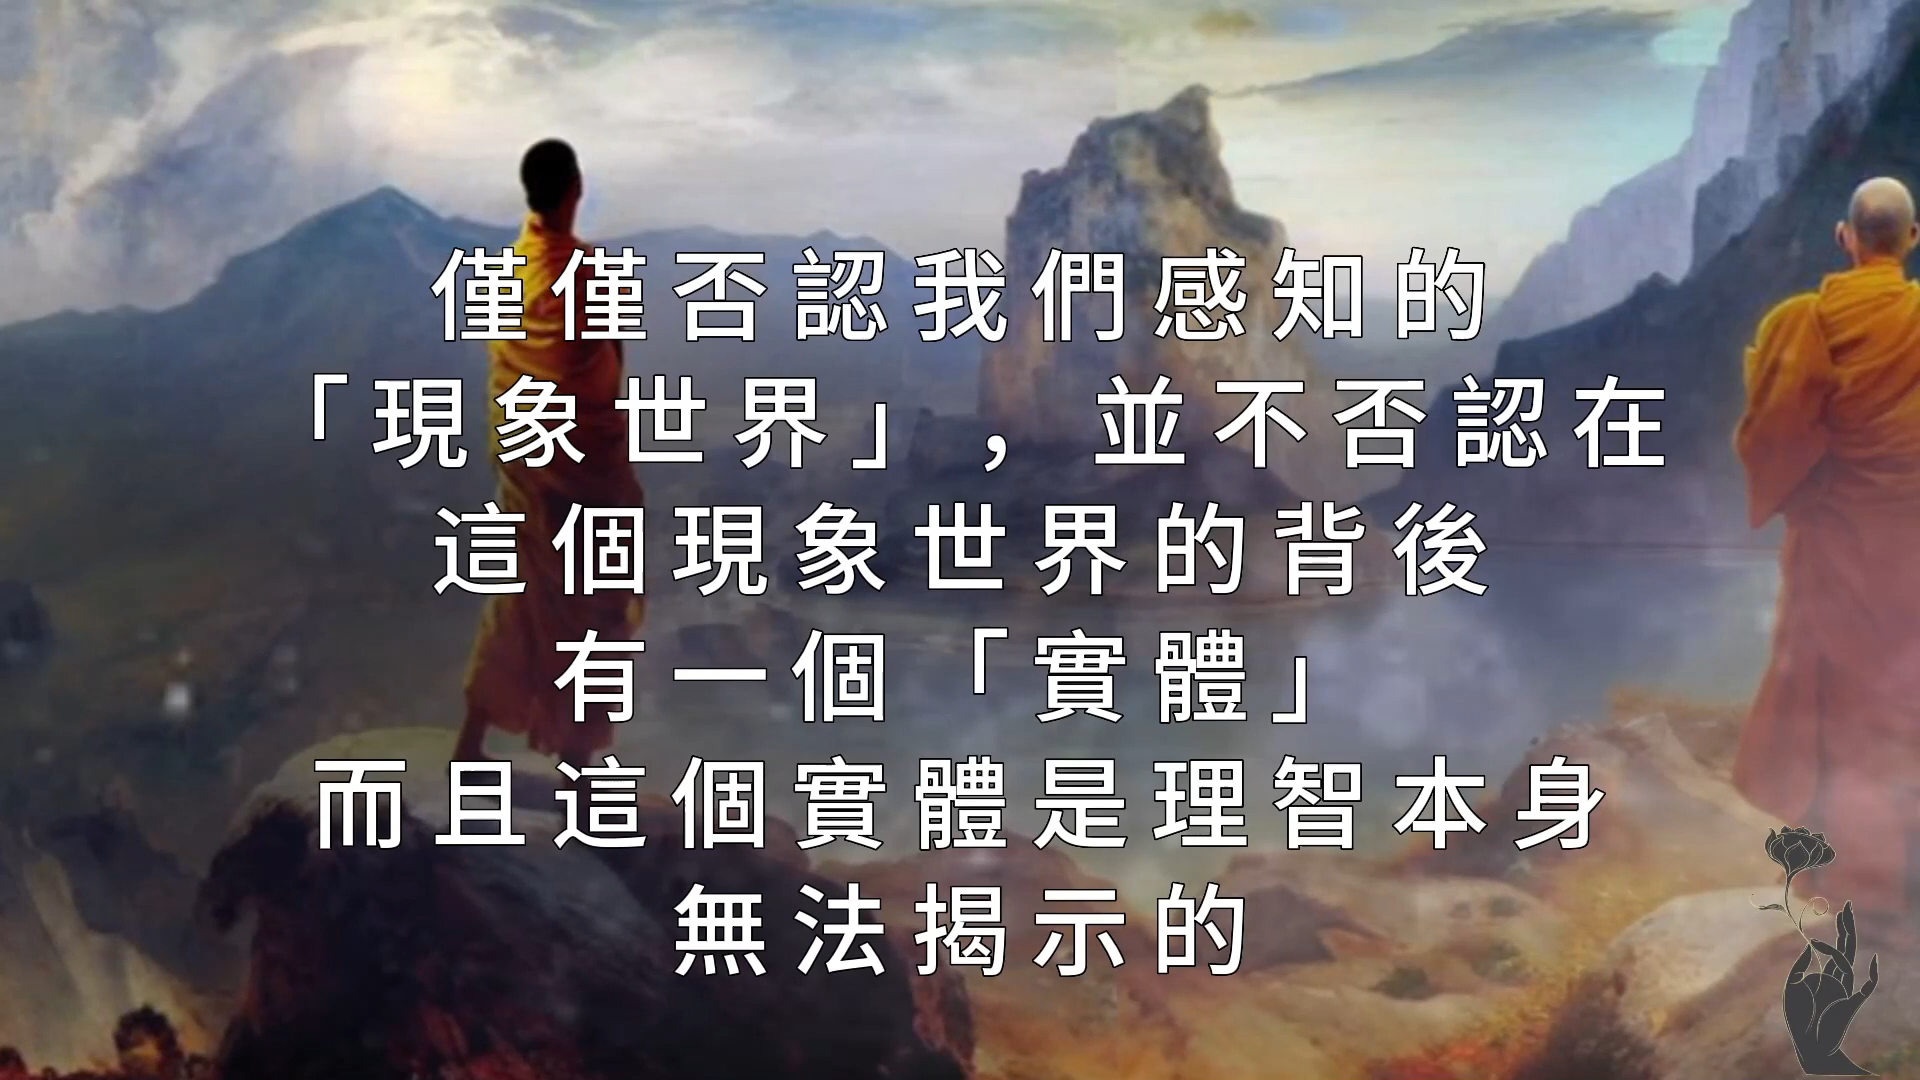 僅僅否認我們感知的
「現象世界」，並不否認在
這個現象世界的背後
有一個「實體」
而且這個實體是理智本身
無法揭示的